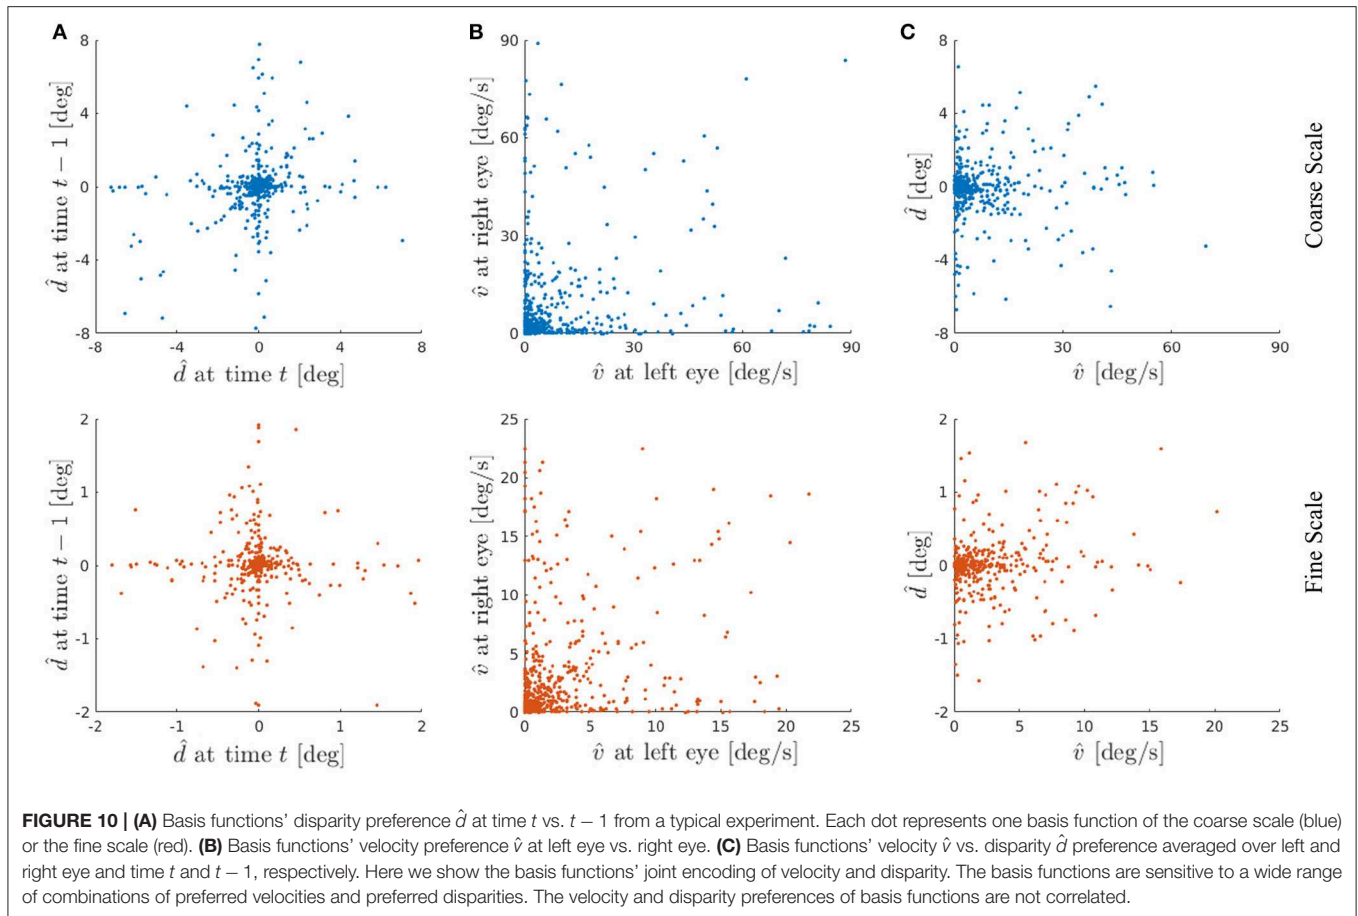 A
8
4
0
-4
-8
-8 -4 0 4 8
d̂ at time t − 1 [deg]
d̂ at time t [deg]
B
90
60
30
0
0 30 60 90
v̂ at right eye [deg/s]
v̂ at left eye [deg/s]
C
8
4
0
-4
-8
0 30 60 90
d̂ [deg]
v̂ [deg/s]
Coarse Scale
2
1
0
-1
-2
-2 -1 0 1 2
d̂ at time t − 1 [deg]
d̂ at time t [deg]
25
20
15
10
5
0
0 5 10 15 20 25
v̂ at right eye [deg/s]
v̂ at left eye [deg/s]
2
1
0
-1
-2
0 5 10 15 20 25
d̂ [deg]
v̂ [deg/s]
Fine Scale
FIGURE 10 | (A) Basis functions' disparity preference d̂ at time t vs. t − 1 from a typical experiment. Each dot represents one basis function of the coarse scale (blue)
or the fine scale (red). (B) Basis functions' velocity preference v̂ at left eye vs. right eye. (C) Basis functions' velocity v̂ vs. disparity d̂ preference averaged over left and
right eye and time t and t − 1, respectively. Here we show the basis functions' joint encoding of velocity and disparity. The basis functions are sensitive to a wide range
of combinations of preferred velocities and preferred disparities. The velocity and disparity preferences of basis functions are not correlated.